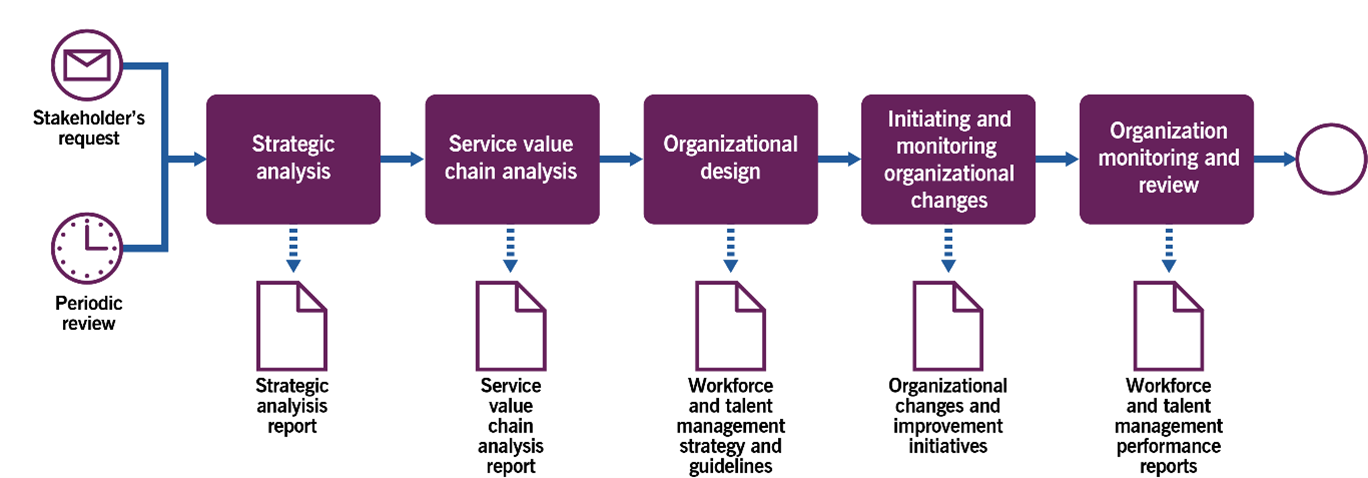 Stakeholder's
request
Periodic
review
Strategic
analysis
Service value
chain analysis
Organizational
design
Initiating and
monitoring
organizational
changes
Organization
monitoring and
review
Strategic
analyisis
report
Service
value
chain
analysis
report
Workforce
and talent
management
strategy and
guidelines
Organizational
changes and
improvement
initiatives
Workforce
and talent
management
performance
reports